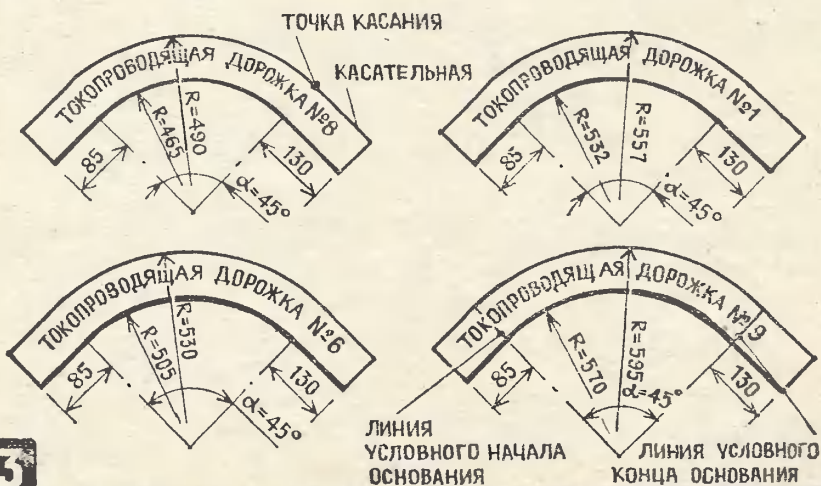 ТОЧКА КАСАНИЯ
КАСАТЕЛЬНАЯ
ТОКОПРОВОДЯЩАЯ ДОРОЖКА №8
R=465
R=490
85
130
α=45°
ТОКОПРОВОДЯЩАЯ ДОРОЖКА №1
R=532
R=557
85
130
α=45°
ТОКОПРОВОДЯЩАЯ ДОРОЖКА №6
R=505
R=530
85
130
α=45°
ТОКОПРОВОДЯЩАЯ ДОРОЖКА №9
R=570
R=595
85
130
α=45°
ЛИНИЯ
УСЛОВНОГО НАЧАЛА
ОСНОВАНИЯ
ЛИНИЯ УСЛОВНОГО
КОНЦА ОСНОВАНИЯ
3